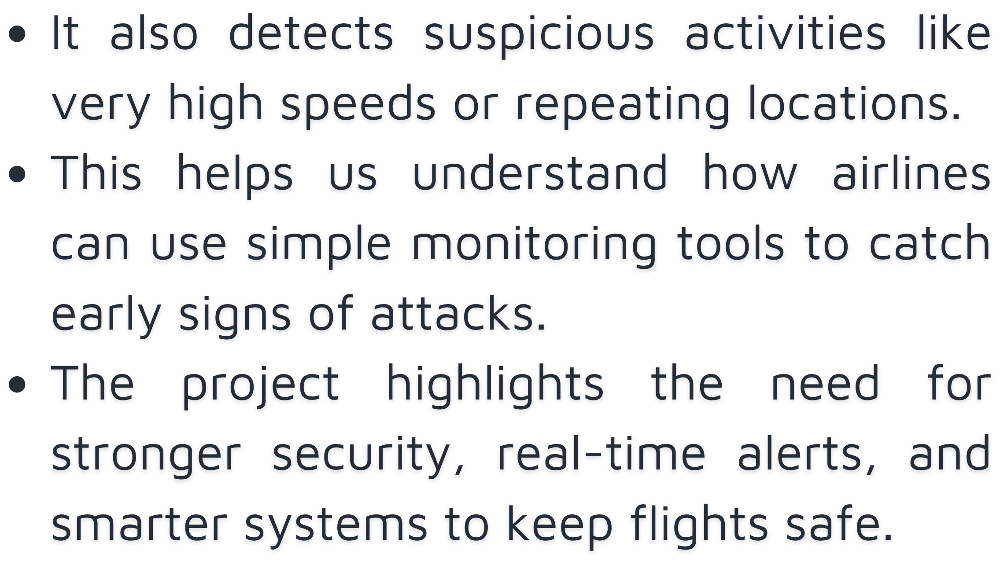 • It also detects suspicious activities like
very high speeds or repeating locations.
• This helps us understand how airlines
can use simple monitoring tools to catch
early signs of attacks.
• The project highlights the need for
stronger security, real-time alerts, and
smarter systems to keep flights safe.